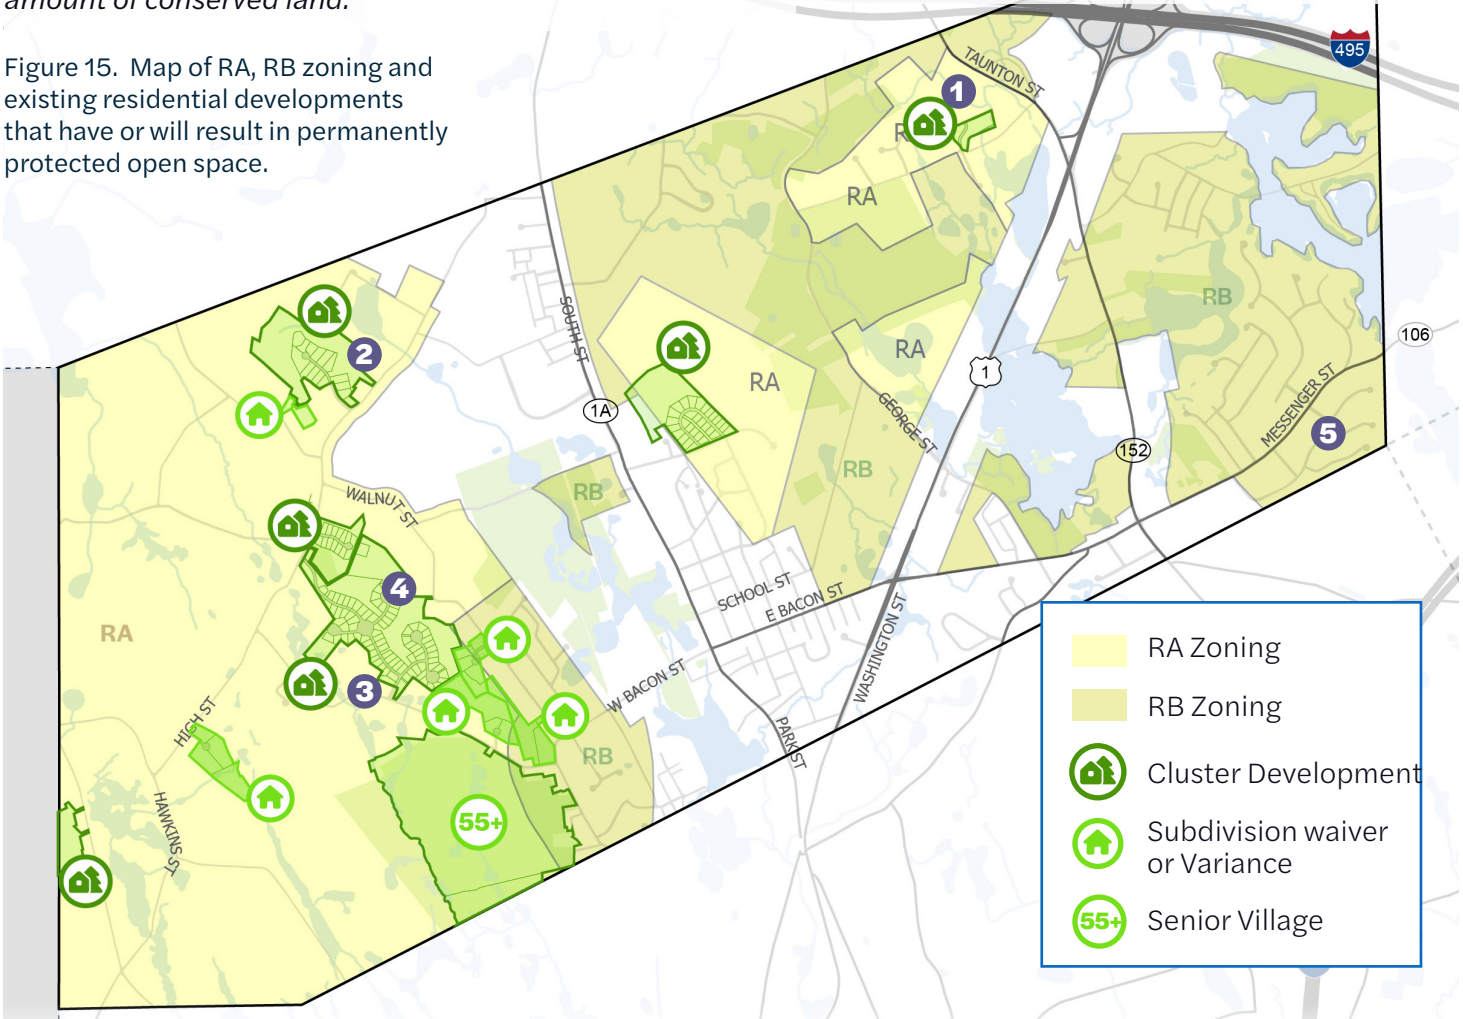 amount of conserved land.
Figure 15. Map of RA, RB zoning and
existing residential developments
that have or will result in permanently
protected open space.
495
TAUNTON ST
1
RA
RB
SOUTH ST
2
RA
RA
1
106
1A
GEORGE ST
MESSENGER ST
5
152
RB
RB
WALNUT ST
4
SCHOOL ST
E BACON ST
RA
3
W BACON ST
WASHINGTON ST
HIGH ST
PARK ST
RB
HAWKINS ST
55+
RA Zoning
RB Zoning
Cluster Development
Subdivision waiver
or Variance
55+
Senior Village